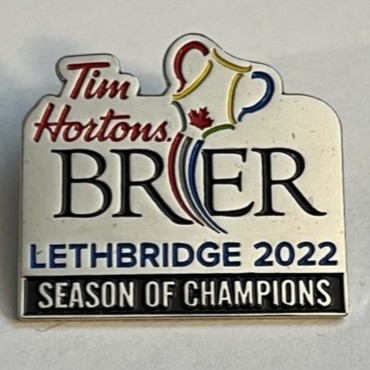 Tim
Hortons.
BRIER
LETHBRIDGE 2022
SEASON OF CHAMPIONS